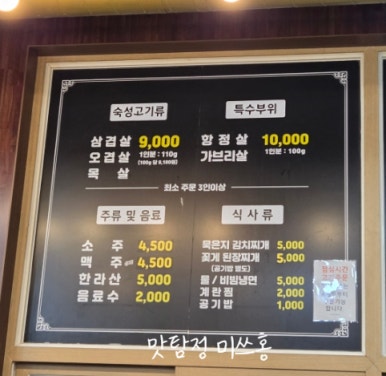 숙성고기류
삼겹살 9,000
오겹살 1인분 : 110g
목살
특수부위
항정살 10,000
가브리살 1인분 : 100g
최소 주문 3인이상
주류 및 음료
소주 4,500
맥주 4,500
한라산 5,000
음료수 2,000
식사류
묵은지 김치찌개 5,000
꽃게 된장찌개 5,000
(공기밥 별도)
물 / 비빔냉면 5,000
계란찜 2,000
공기밥 1,000
맛탐정 미쓰홍